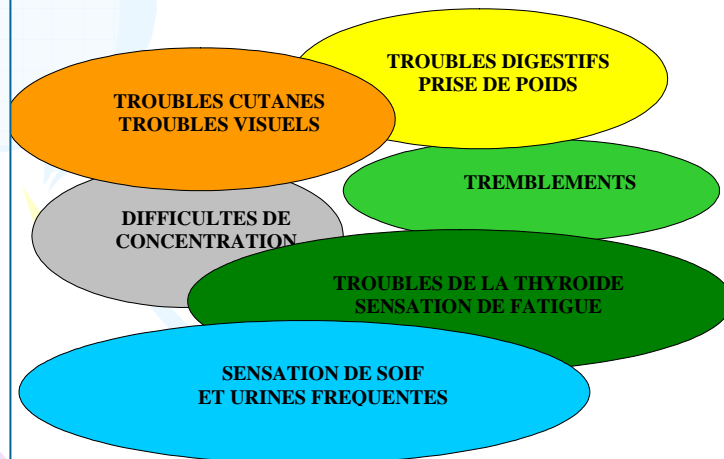 TROUBLES DIGESTIFS
PRISE DE POIDS
TROUBLES CUTANES
TROUBLES VISUELS
TREMBLEMENTS
DIFFICULTES DE
CONCENTRATION
TROUBLES DE LA THYROIDE
SENSATION DE FATIGUE
SENSATION DE SOIF
ET URINES FREQUENTES